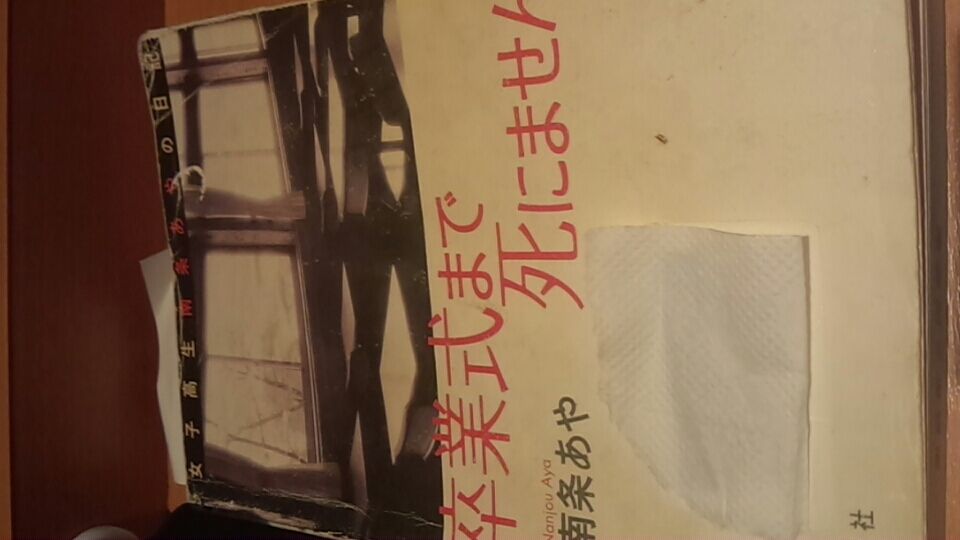 女子高生南条あやの日記
卒業式まで
死にません
Nanjou Aya
南条あや
社